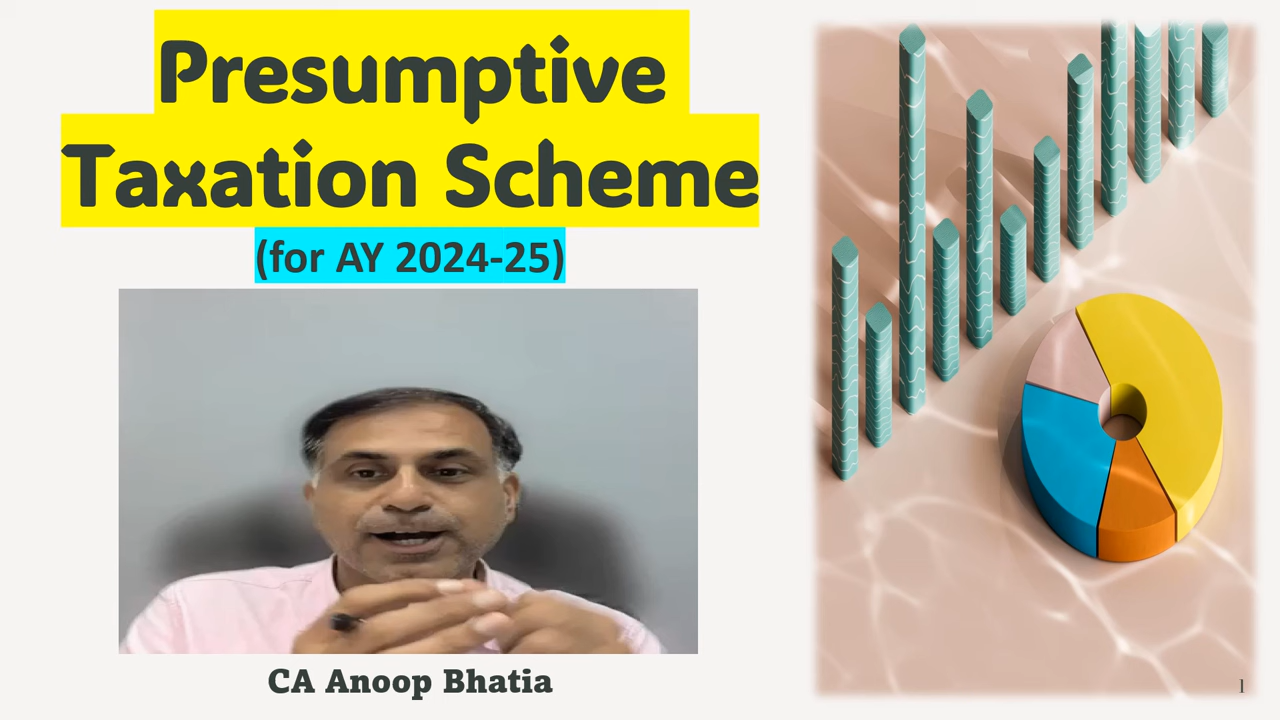 Presumptive
Taxation Scheme
(for AY 2024-25)
CA Anoop Bhatia
1